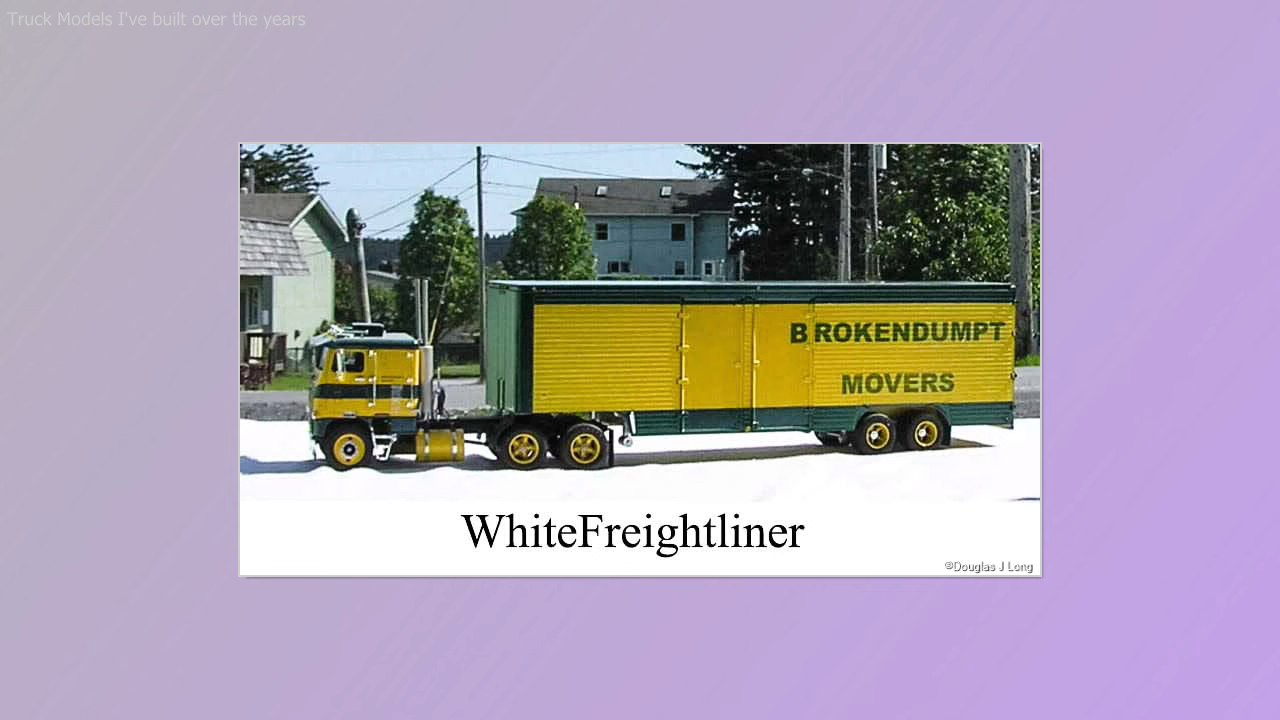 Truck Models I've built over the years
BROKENDUMPT
MOVERS
WhiteFreightliner
©Douglas J Long